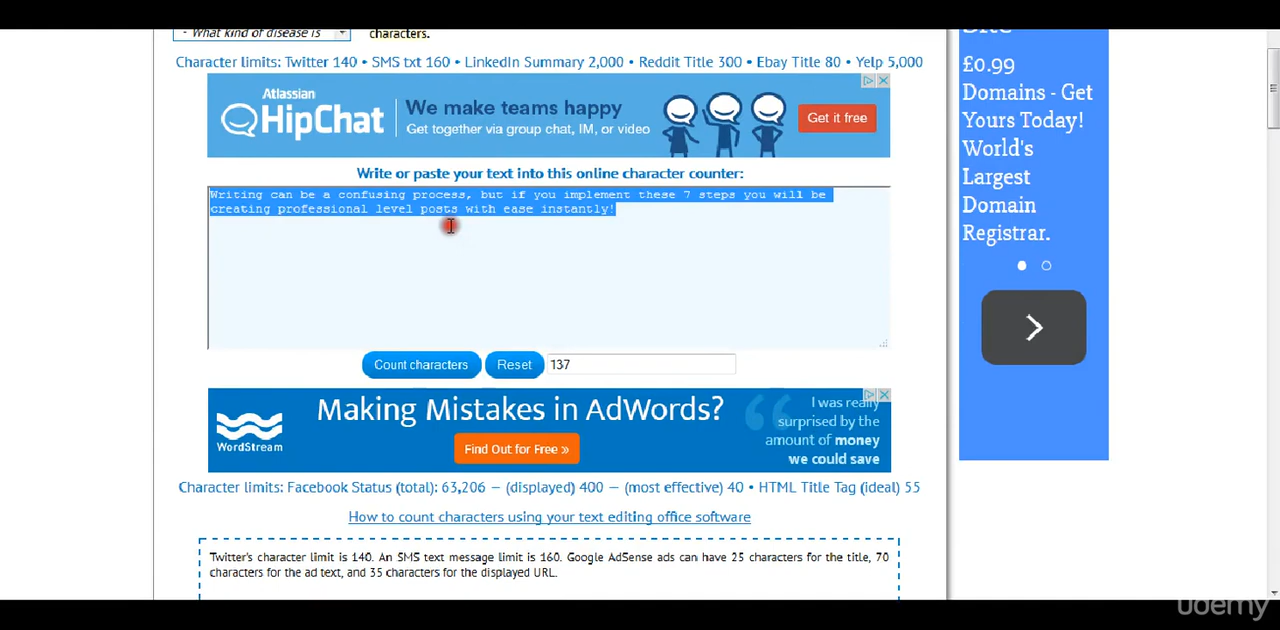 - What kind of disease is
characters.
Character limits: Twitter 140 • SMS txt 160 • LinkedIn Summary 2,000 • Reddit Title 300 • Ebay Title 80 • Yelp 5,000
Atlassian
HipChat
We make teams happy
Get together via group chat, IM, or video
Get it free
£0.99
Domains - Get
Yours Today!
World's
Largest
Domain
Registrar.
Write or paste your text into this online character counter:
Writing can be a confusing process, but if you implement these 7 steps you will be
creating professional level posts with ease instantly!
Count characters
Reset
137
WordStream
Making Mistakes in AdWords?
Find Out for Free »
I was really
surprised by the
amount of money
we could save
Character limits: Facebook Status (total): 63,206 — (displayed) 400 — (most effective) 40 • HTML Title Tag (ideal) 55
How to count characters using your text editing office software
Twitter's character limit is 140. An SMS text message limit is 160. Google AdSense ads can have 25 characters for the title, 70
characters for the ad text, and 35 characters for the displayed URL.
udemy